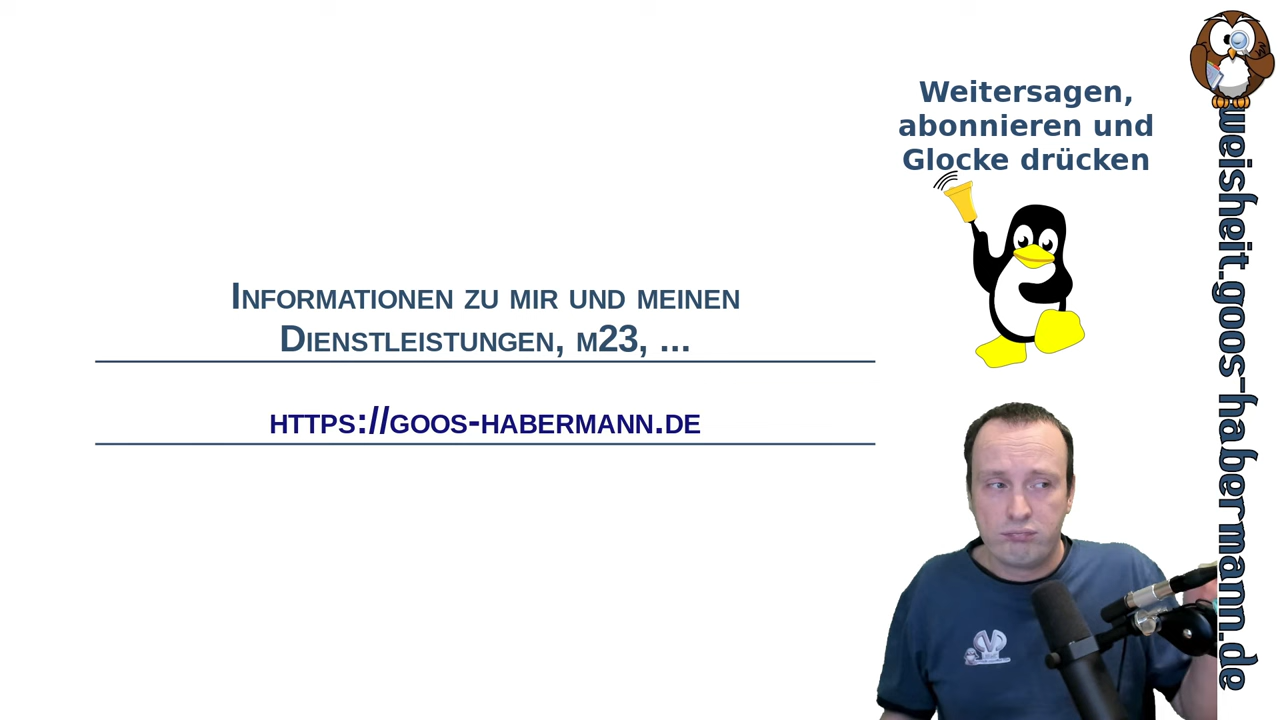 Weitersagen,
abonnieren und
Glocke drücken
Informationen zu mir und meinen
Dienstleistungen, m23, ...
https://goos-habermann.de
weisheit.goos-habermann.de